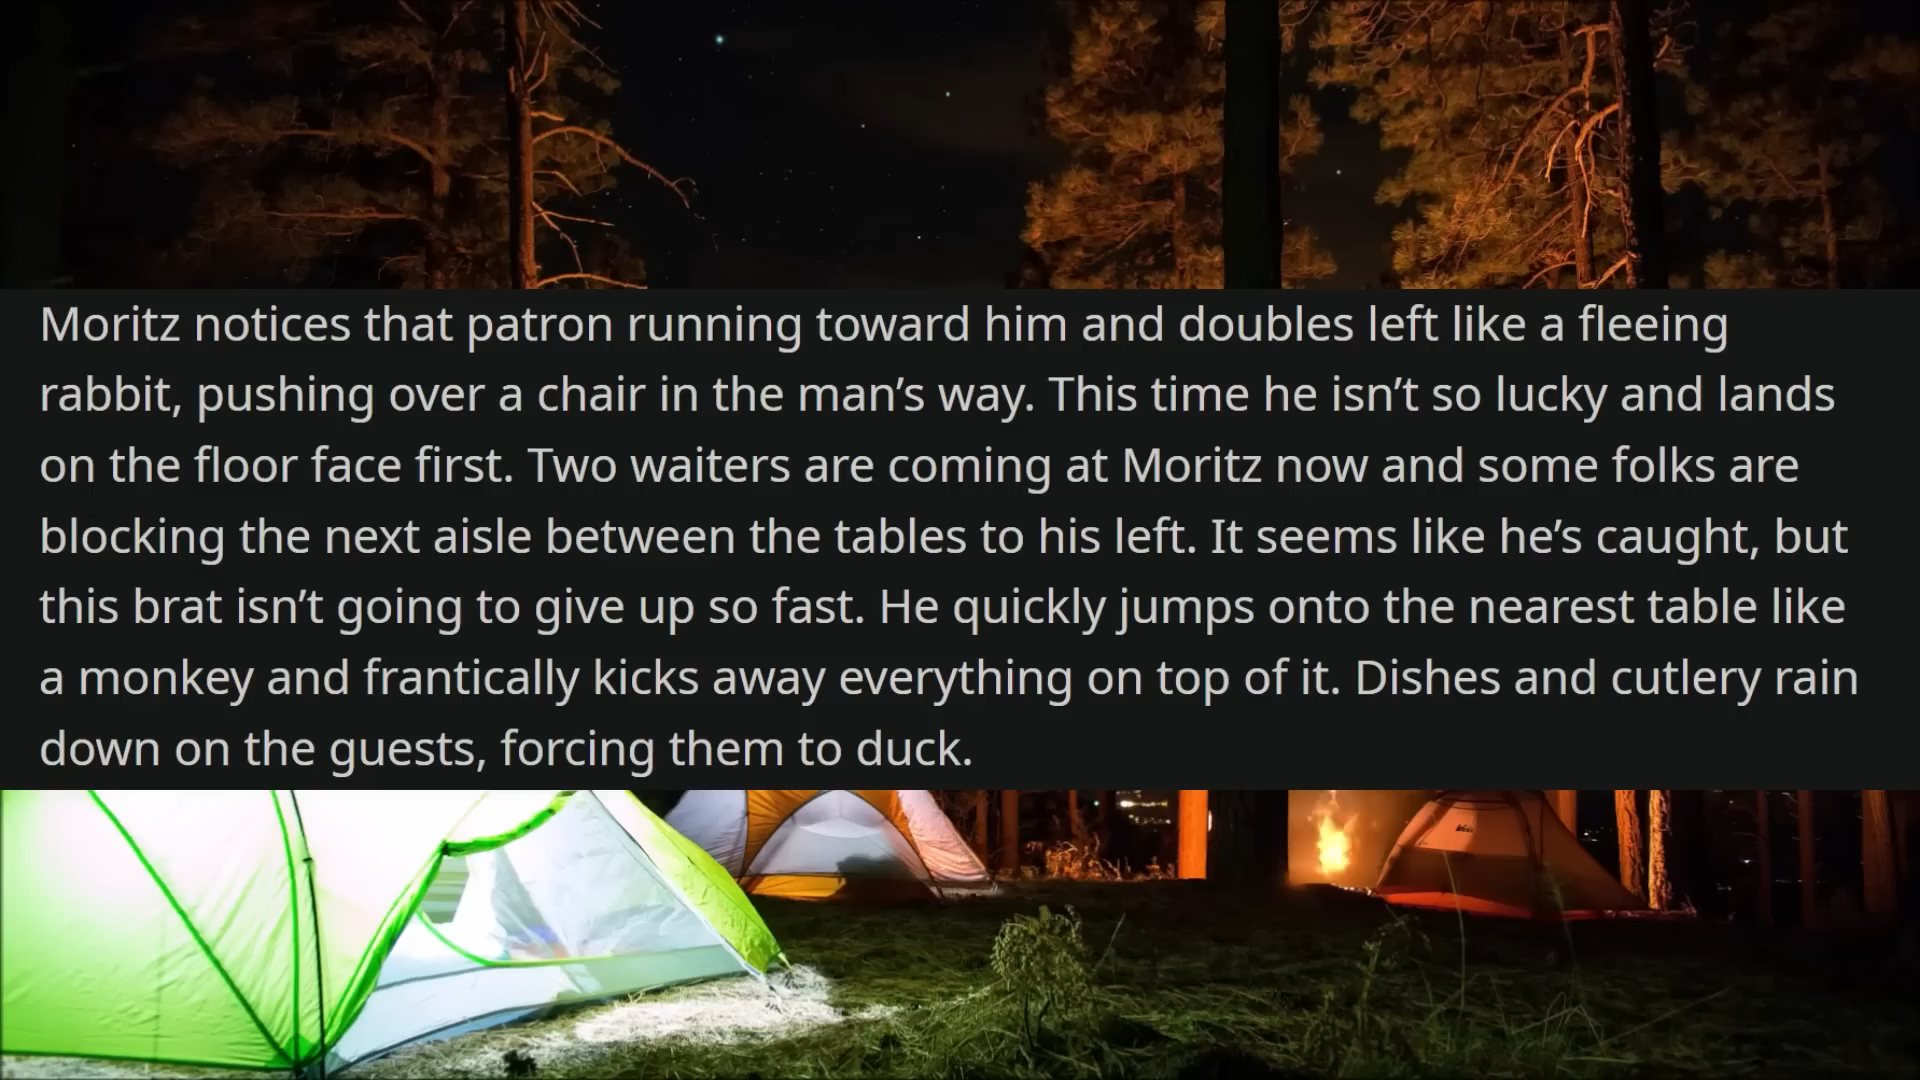 Moritz notices that patron running toward him and doubles left like a fleeing
rabbit, pushing over a chair in the man’s way. This time he isn’t so lucky and lands
on the floor face first. Two waiters are coming at Moritz now and some folks are
blocking the next aisle between the tables to his left. It seems like he’s caught, but
this brat isn’t going to give up so fast. He quickly jumps onto the nearest table like
a monkey and frantically kicks away everything on top of it. Dishes and cutlery rain
down on the guests, forcing them to duck.